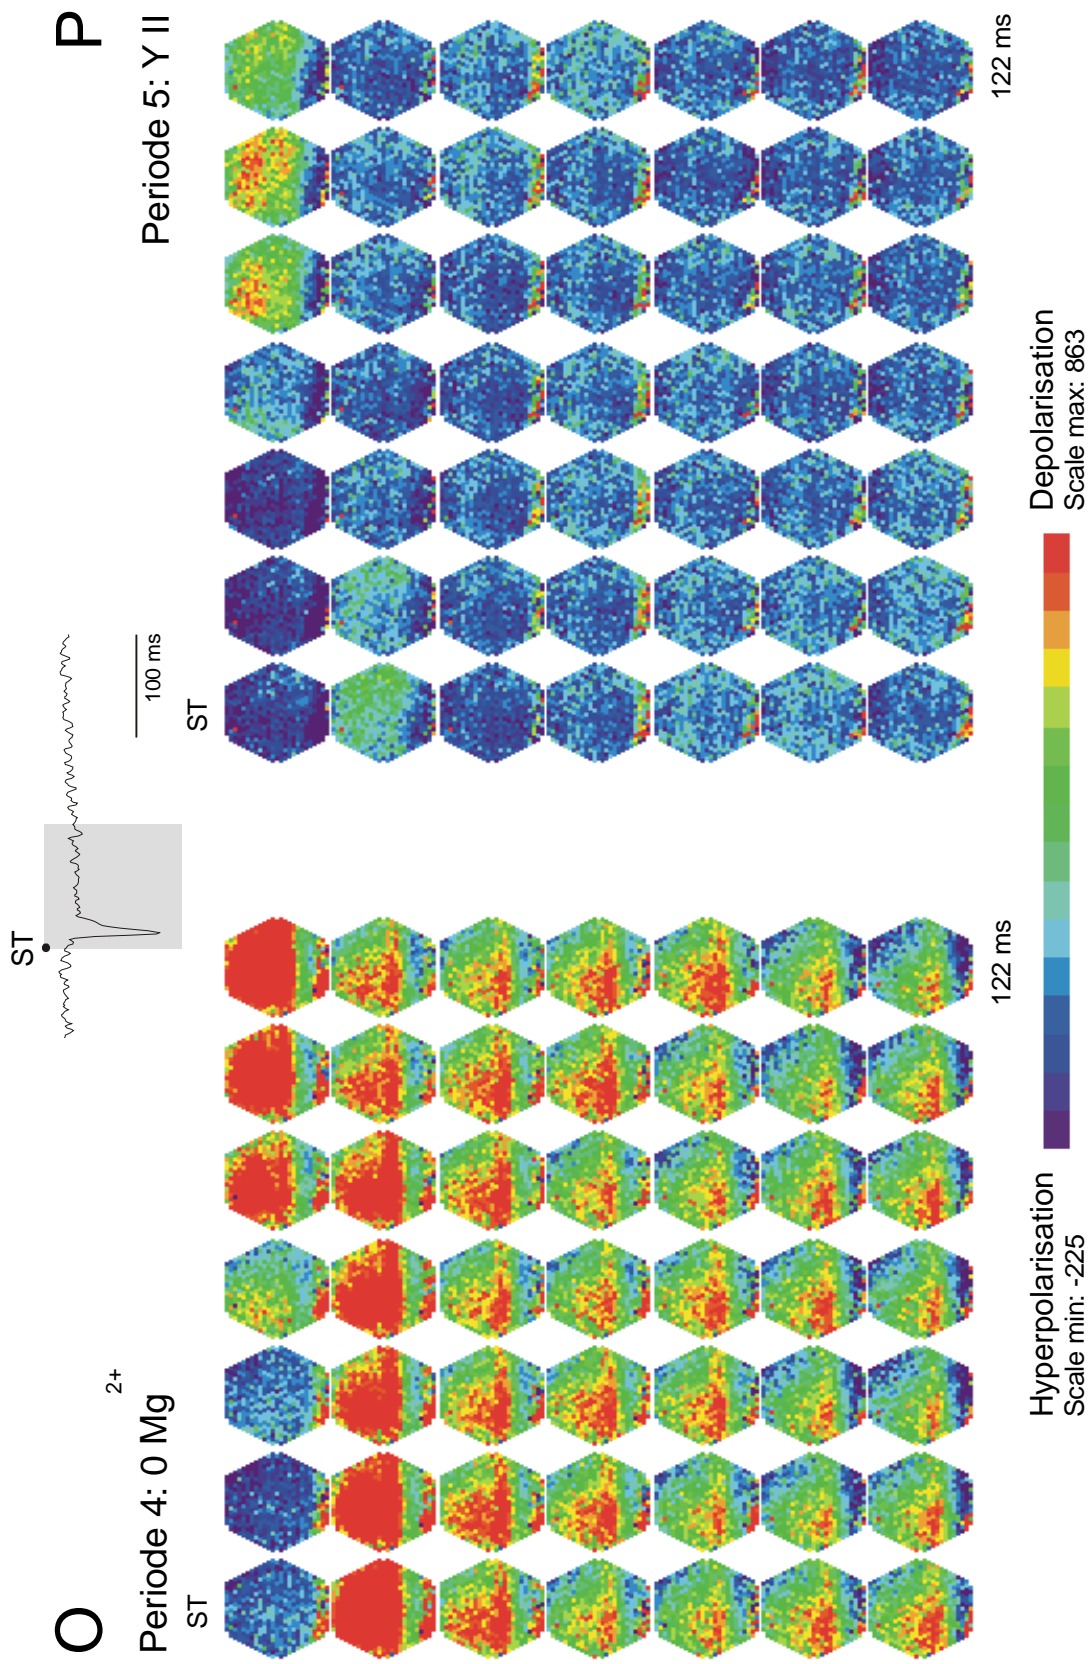 O
Periode 4: 0 Mg 2+
ST
122 ms
ST
100 ms
P
Periode 5: Y II
ST
122 ms
Hyperpolarisation
Scale min: -225
Depolarisation
Scale max: 863